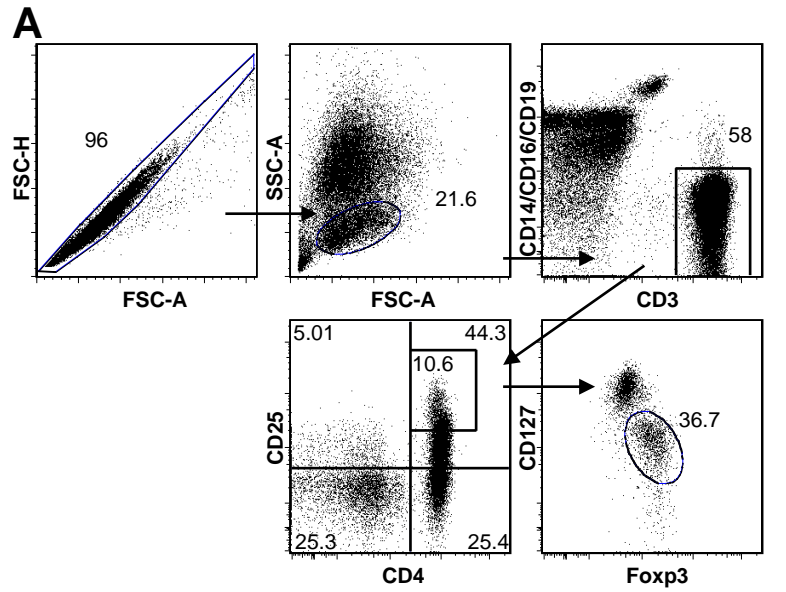 A
FSC-H
96
FSC-A
SSC-A
21.6
FSC-A
CD14/CD16/CD19
58
CD3
CD25
5.01
44.3
10.6
25.3
25.4
CD4
CD127
36.7
Foxp3